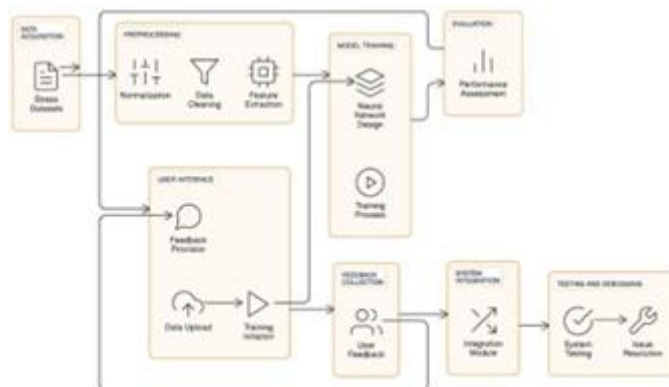 DATA
ACQUISITION
Stress
Datasets
PREPROCESSING
Normalization
Data
Cleaning
Feature
Extraction
MODEL TRAINING
Neural
Network
Design
Training
Process
EVALUATION
Performance
Assessment
USER INTERFACE
Feedback
Provision
Data Upload
Training
Initiation
FEEDBACK
COLLECTION
User
Feedback
SYSTEM
INTEGRATION
Integration
Module
TESTING AND DEBUGGING
System
Testing
Issue
Resolution